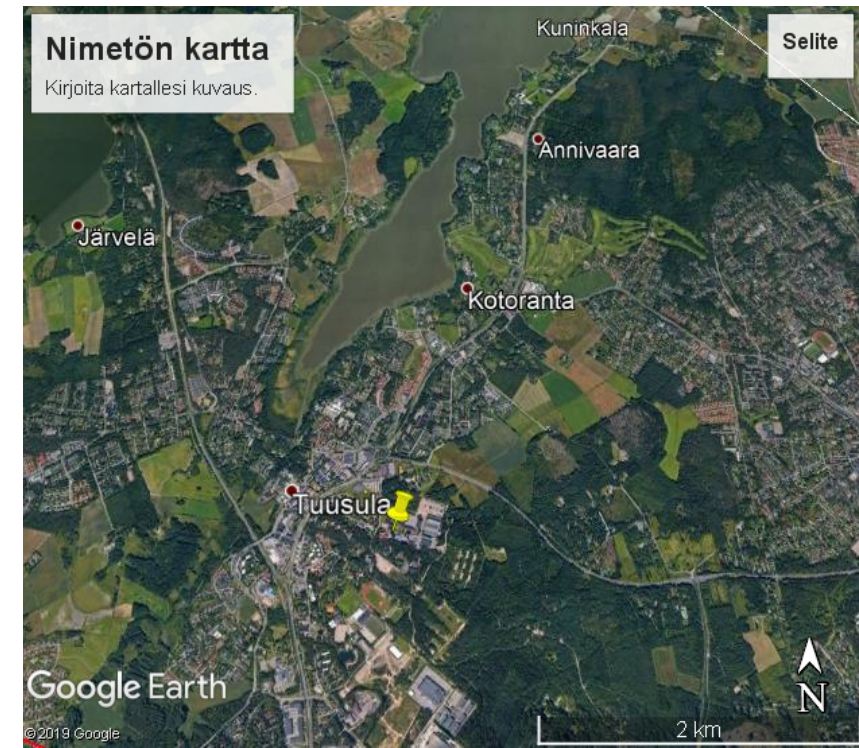 Nimetön kartta
Kirjoita kartallesi kuvaus.
Kuninkala
Selite
Annivaara
Järvelä
Kotoranta
Tuusula
Google Earth
©2019 Google
2 km
N